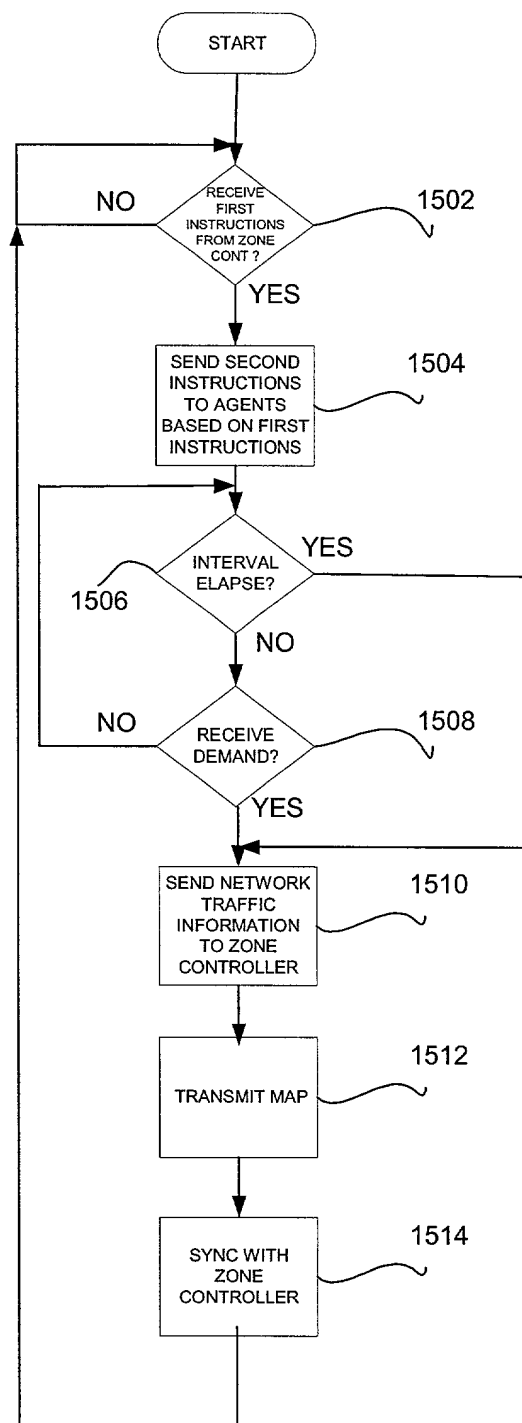 START
NO
RECEIVE
FIRST
INSTRUCTIONS
FROM ZONE
CONT ?
1502
YES
SEND SECOND
INSTRUCTIONS
TO AGENTS
BASED ON FIRST
INSTRUCTIONS
1504
INTERVAL
ELAPSE?
YES
1506
NO
NO
RECEIVE
DEMAND?
1508
YES
SEND NETWORK
TRAFFIC
INFORMATION
TO ZONE
CONTROLLER
1510
TRANSMIT MAP
1512
SYNC WITH
ZONE
CONTROLLER
1514